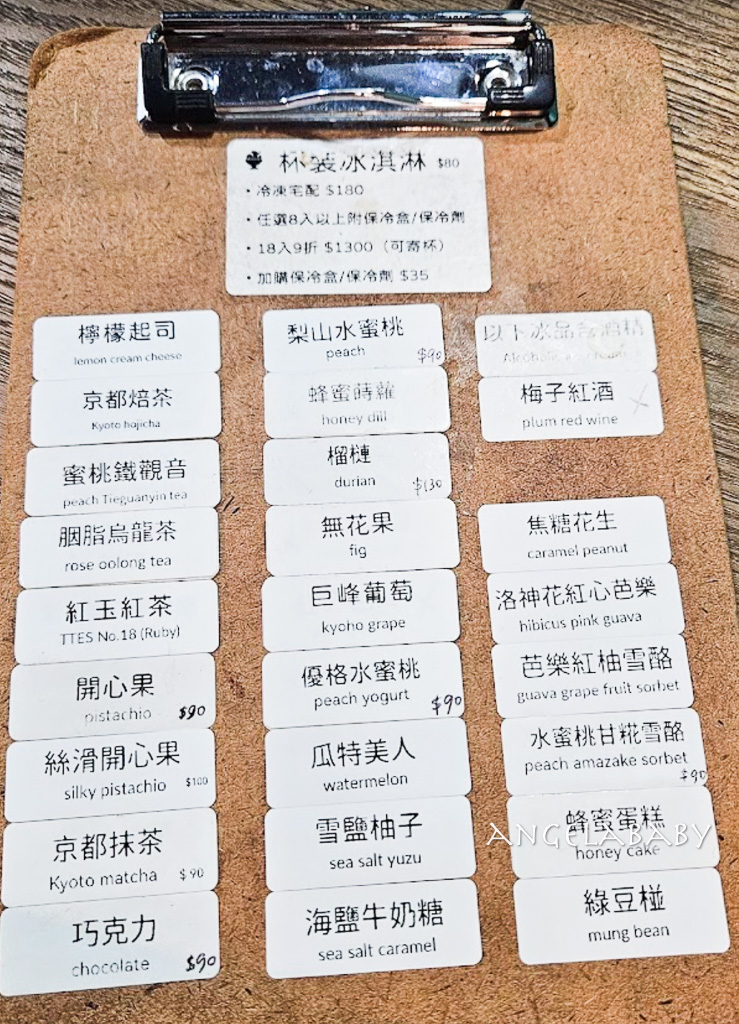 杯裝冰淇淋 $80
・冷凍宅配 $180
・任選8入以上附保冷盒/保冷劑
・18入9折 $1300（可寄杯）
・加購保冷盒/保冷劑 $35
檸檬起司
lemon cream cheese
京都焙茶
Kyoto hojicha
蜜桃鐵觀音
peach Tieguanyin tea
胭脂烏龍茶
rose oolong tea
紅玉紅茶
TTES No.18 (Ruby)
開心果
pistachio $90
絲滑開心果
silky pistachio $100
京都抹茶
Kyoto matcha $90
巧克力
chocolate $90
梨山水蜜桃
peach $90
蜂蜜蒔蘿
honey dill
榴槤
durian $130
無花果
fig
巨峰葡萄
kyoho grape
優格水蜜桃
peach yogurt $90
瓜特美人
watermelon
雪鹽柚子
sea salt yuzu
海鹽牛奶糖
sea salt caramel
以下冰品含酒精
Alcoholic
梅子紅酒
plum red wine
焦糖花生
caramel peanut
洛神花紅心芭樂
hibicus pink guava
芭樂紅柚雪酪
guava grape fruit sorbet
水蜜桃甘糀雪酪
peach amazake sorbet
$90
蜂蜜蛋糕
honey cake
綠豆椪
mung bean
ANGELABABY